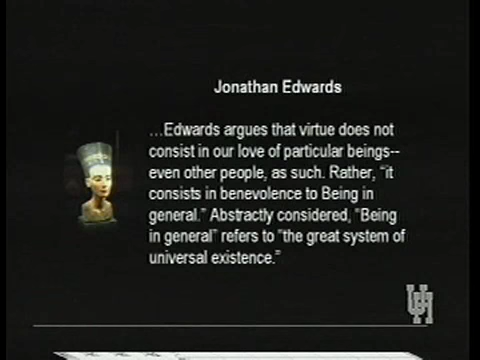 Jonathan Edwards
…Edwards argues that virtue does not
consist in our love of particular beings--
even other people, as such. Rather, “it
consists in benevolence to Being in
general.” Abstractly considered, “Being
in general” refers to “the great system of
universal existence.”
UH